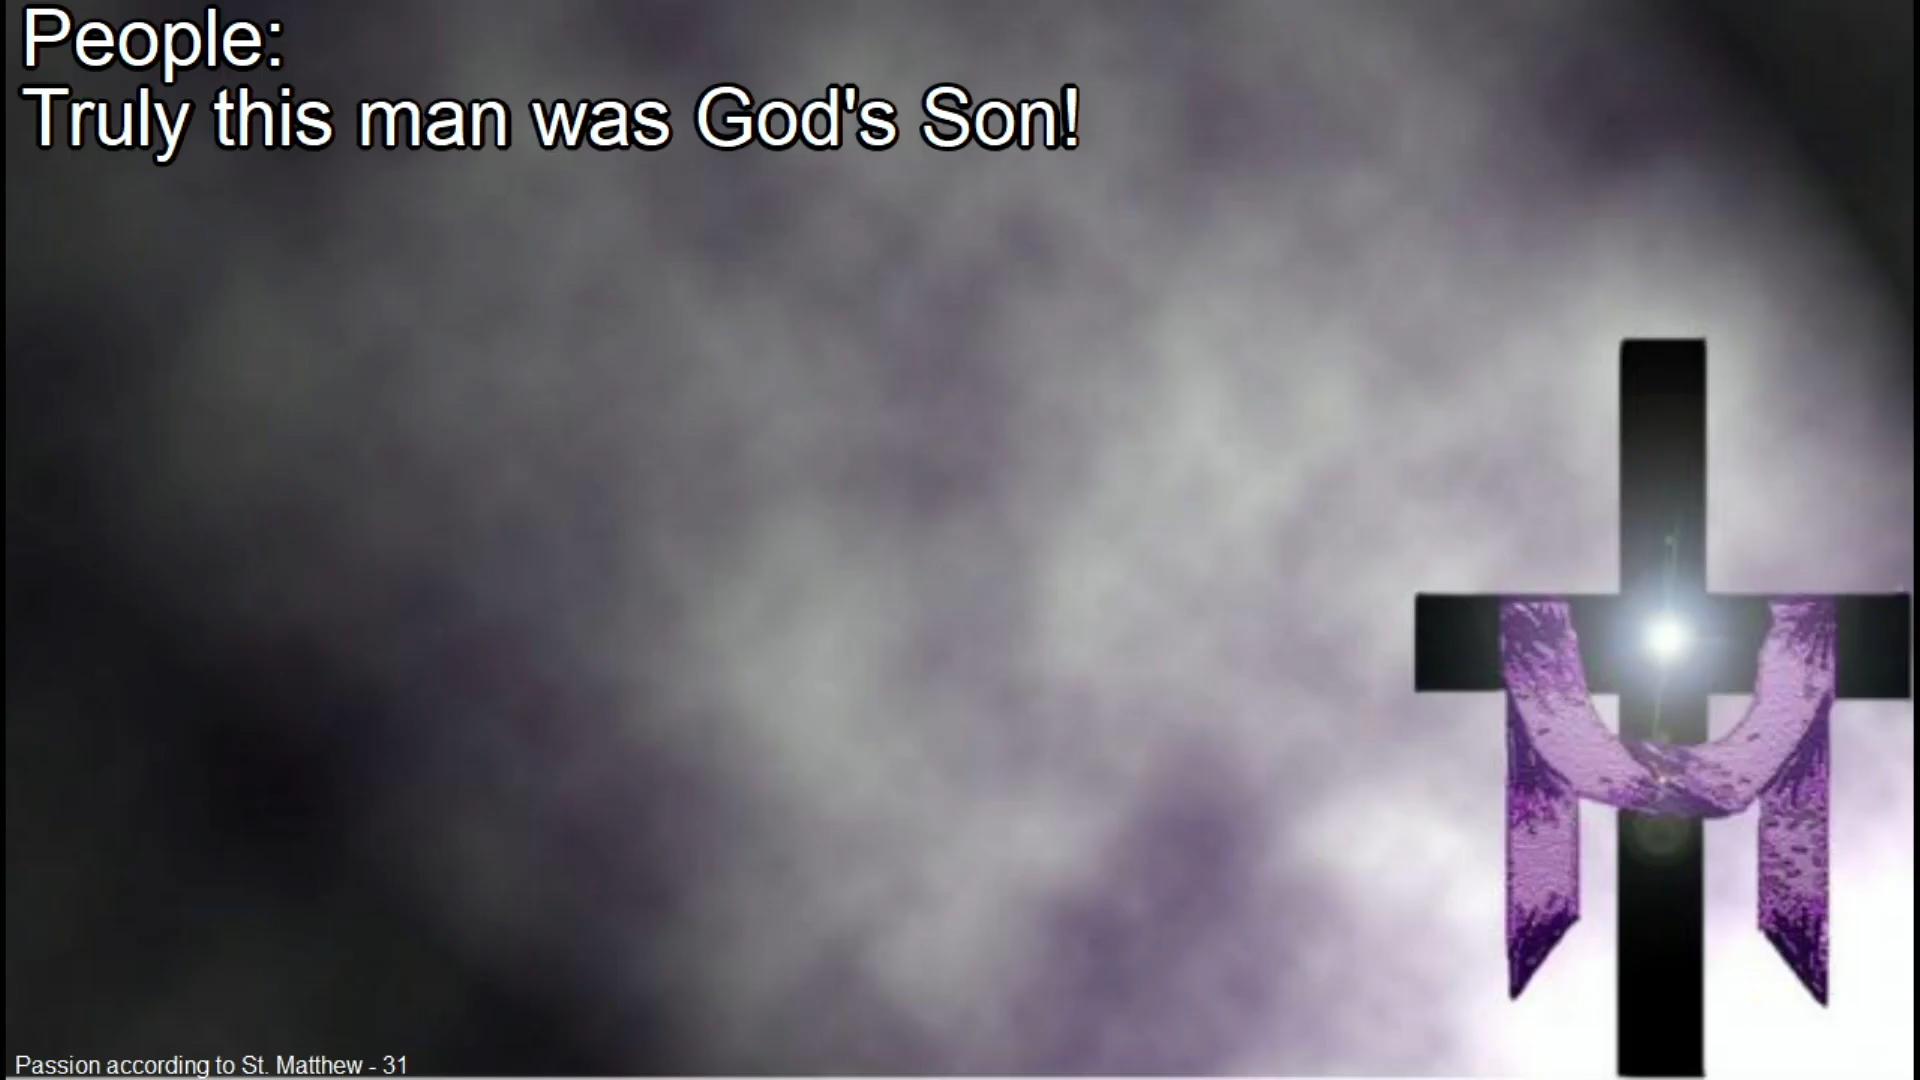 People:
Truly this man was God's Son!
Passion according to St. Matthew - 31